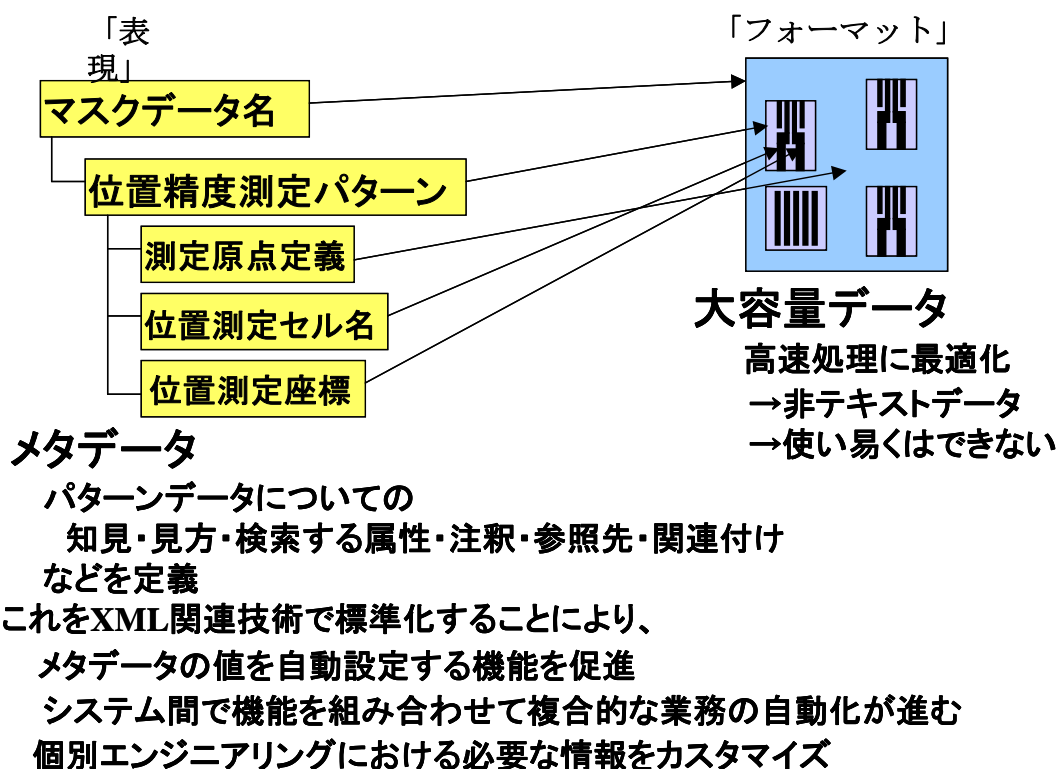 「表
現」
「フォーマット」
マスクデータ名
位置精度測定パターン
測定原点定義
位置測定セル名
位置測定座標
大容量データ
高速処理に最適化
→非テキストデータ
→使い易くはできない
メタデータ
パターンデータについての
知見・見方・検索する属性・注釈・参照先・関連付け
などを定義
これをXML関連技術で標準化することにより、
メタデータの値を自動設定する機能を促進
システム間で機能を組み合わせて複合的な業務の自動化が進む
個別エンジニアリングにおける必要な情報をカスタマイズ